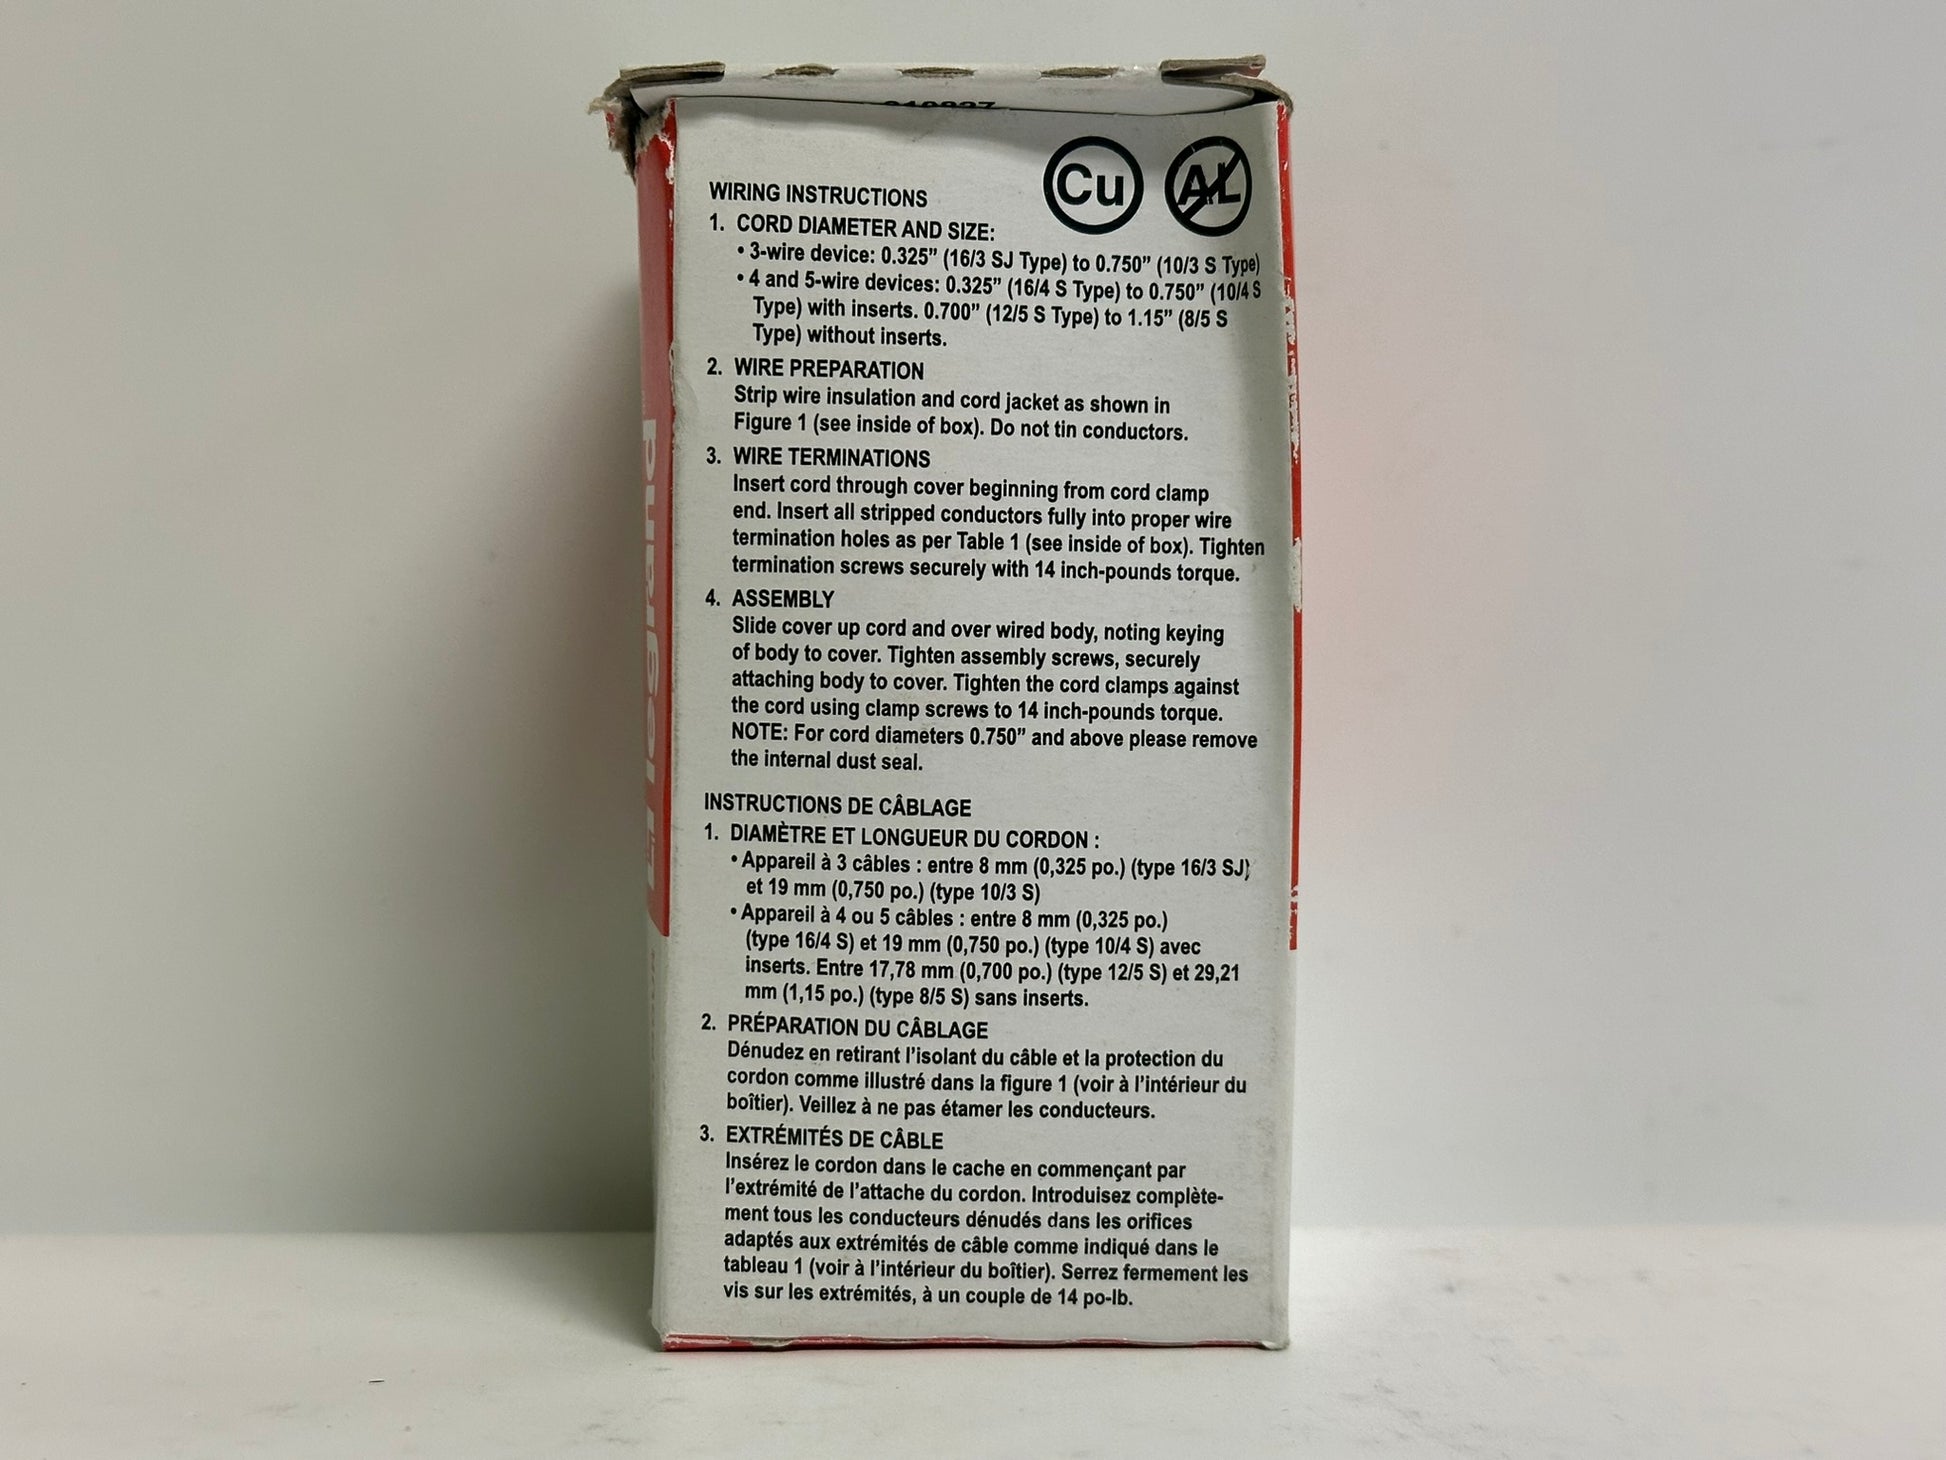 Cu AL
WIRING INSTRUCTIONS
1. CORD DIAMETER AND SIZE:
• 3-wire device: 0.325” (16/3 SJ Type) to 0.750” (10/3 S Type)
• 4 and 5-wire devices: 0.325” (16/4 S Type) to 0.750” (10/4 S
Type) with inserts. 0.700” (12/5 S Type) to 1.15” (8/5 S
Type) without inserts.
2. WIRE PREPARATION
Strip wire insulation and cord jacket as shown in
Figure 1 (see inside of box). Do not tin conductors.
3. WIRE TERMINATIONS
Insert cord through cover beginning from cord clamp
end. Insert all stripped conductors fully into proper wire
termination holes as per Table 1 (see inside of box). Tighten
termination screws securely with 14 inch-pounds torque.
4. ASSEMBLY
Slide cover up cord and over wired body, noting keying
of body to cover. Tighten assembly screws, securely
attaching body to cover. Tighten the cord clamps against
the cord using clamp screws to 14 inch-pounds torque.
NOTE: For cord diameters 0.750” and above please remove
the internal dust seal.
INSTRUCTIONS DE CÂBLAGE
1. DIAMÈTRE ET LONGUEUR DU CORDON :
• Appareil à 3 câbles : entre 8 mm (0,325 po.) (type 16/3 SJ)
et 19 mm (0,750 po.) (type 10/3 S)
• Appareil à 4 ou 5 câbles : entre 8 mm (0,325 po.)
(type 16/4 S) et 19 mm (0,750 po.) (type 10/4 S) avec
inserts. Entre 17,78 mm (0,700 po.) (type 12/5 S) et 29,21
mm (1,15 po.) (type 8/5 S) sans inserts.
2. PRÉPARATION DU CÂBLAGE
Dénudez en retirant l’isolant du câble et la protection du
cordon comme illustré dans la figure 1 (voir à l’intérieur du
boîtier). Veillez à ne pas étamer les conducteurs.
3. EXTRÉMITÉS DE CÂBLE
Insérez le cordon dans le cache en commençant par
l’extrémité de l’attache du cordon. Introduisez complète-
ment tous les conducteurs dénudés dans les orifices
adaptés aux extrémités de câble comme indiqué dans le
tableau 1 (voir à l’intérieur du boîtier). Serrez fermement les
vis sur les extrémités, à un couple de 14 po-lb.